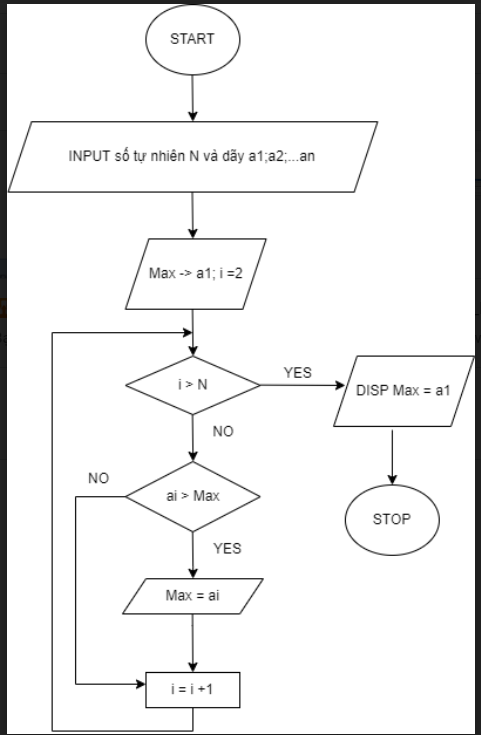 START
INPUT số tự nhiên N và dãy a1;a2;...an
Max -> a1; i =2
i > N
YES
DISP Max = a1
NO
ai > Max
NO
STOP
YES
Max = ai
i = i +1